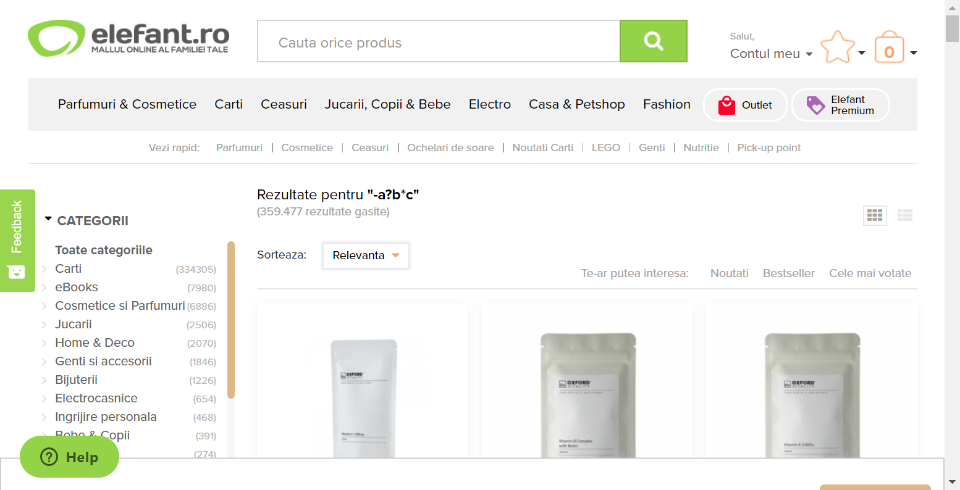 elefant.ro
MALLUL ONLINE AL FAMILIEI TALE
Cauta orice produs
Salut,
Contul meu
0
Parfumuri & Cosmetice Carti Ceasuri Jucarii, Copii & Bebe Electro Casa & Petshop Fashion Outlet Elefant Premium
Vezi rapid: Parfumuri | Cosmetice | Ceasuri | Ochelari de soare | Noutati Carti | LEGO | Genti | Nutritie | Pick-up point
Feedback
Rezultate pentru "-a?b*c"
(359.477 rezultate gasite)
CATEGORII
Sorteaza: Relevanta
Te-ar putea interesa: Noutati Bestseller Cele mai votate
Toate categoriile
Carti (334305)
eBooks (7980)
Cosmetice si Parfumuri (6886)
Jucarii (2506)
Home & Deco (2070)
Genti si accesorii (1846)
Bijuterii (1226)
Electrocasnice (654)
Ingrijire personala (468)
Bebe & Copii (391)
(274)
Help
OXFORD
OXFORD
OXFORD